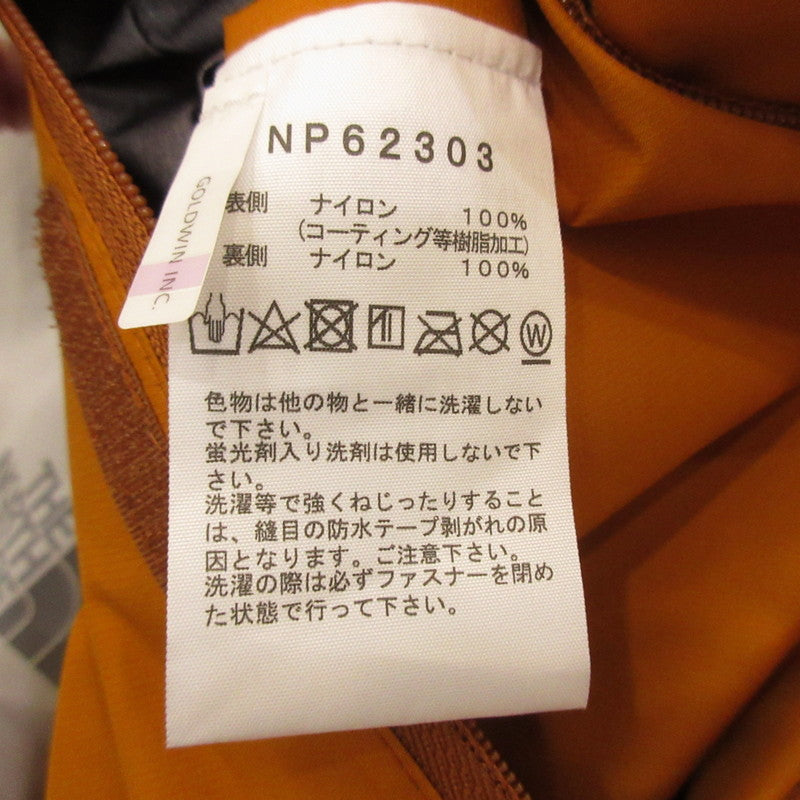 NP62303
GOLDWIN INC.
表側 ナイロン 100%
(コーティング等樹脂加工)
裏側 ナイロン 100%
W
色物は他の物と一緒に洗濯しない
で下さい。
蛍光剤入り洗剤は使用しないで下
さい。
洗濯等で強くねじったりすること
は、縫目の防水テープ剥がれの原
因となります。ご注意下さい。
洗濯の際は必ずファスナーを閉め
た状態で行って下さい。
THE